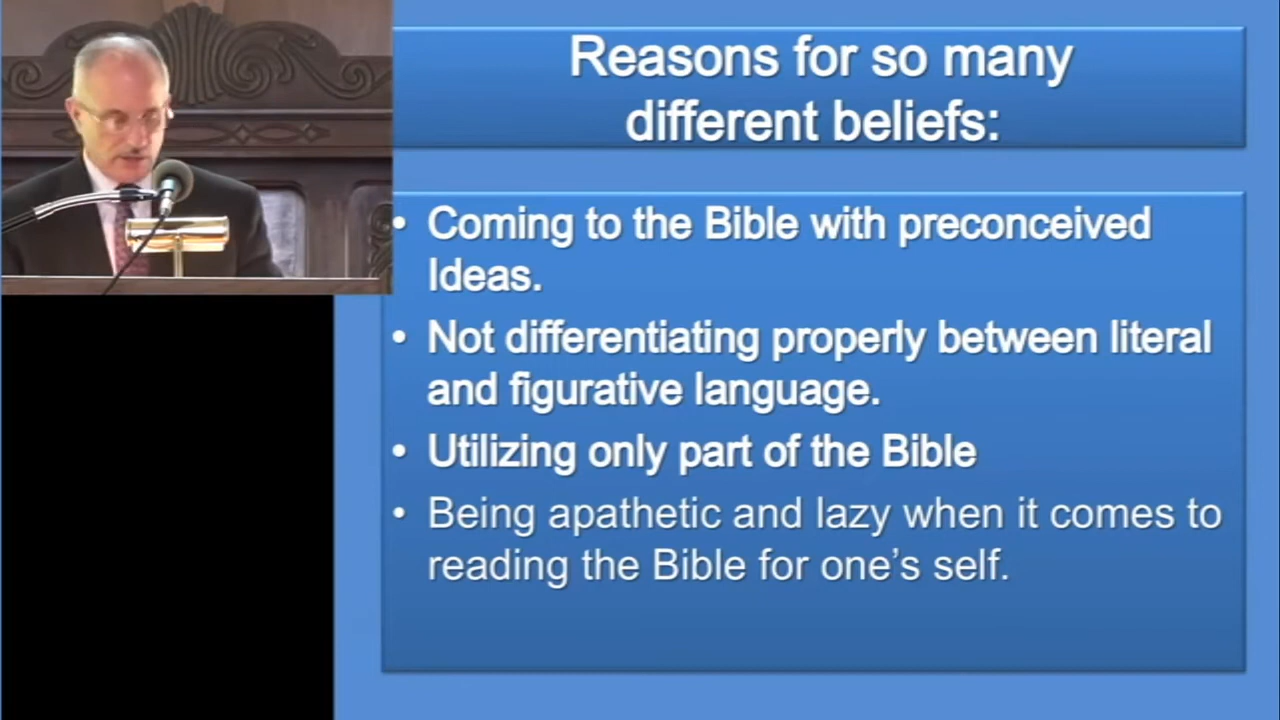 Reasons for so many
different beliefs:
• Coming to the Bible with preconceived
Ideas.
• Not differentiating properly between literal
and figurative language.
• Utilizing only part of the Bible
• Being apathetic and lazy when it comes to
reading the Bible for one’s self.